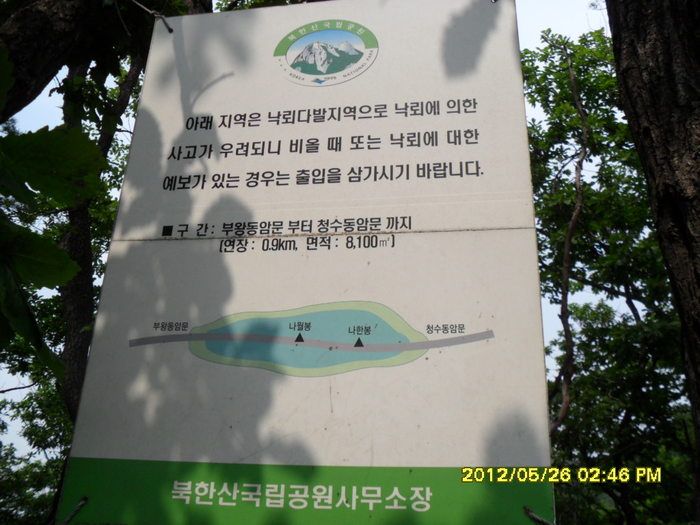 북한산국립공원
KOREA NATIONAL PARK
아래 지역은 낙뢰다발지역으로 낙뢰에 의한
사고가 우려되니 비올 때 또는 낙뢰에 대한
예보가 있는 경우는 출입을 삼가시기 바랍니다.
■ 구 간 : 부왕동암문 부터 청수동암문 까지
(연장 : 0.9km, 면적 : 8,100㎡)
부왕동암문 나월봉 나한봉 청수동암문
북한산국립공원사무소장
2012/05/26 02:46 PM